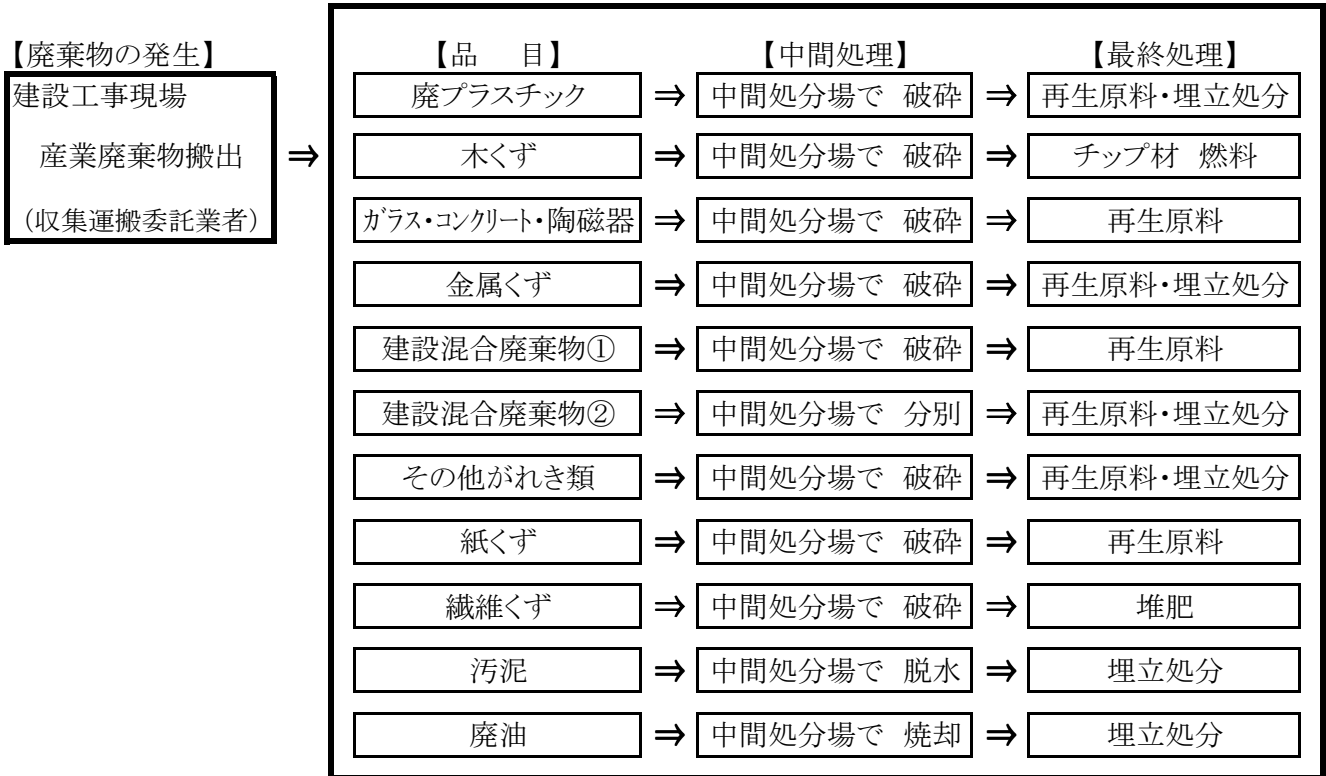 【廃棄物の発生】
建設工事現場
産業廃棄物搬出 ⇒
（収集運搬委託業者）
【品　目】 【中間処理】 【最終処理】
廃プラスチック ⇒ 中間処分場で 破砕 ⇒ 再生原料・埋立処分
木くず ⇒ 中間処分場で 破砕 ⇒ チップ材 燃料
ガラス・コンクリート・陶磁器 ⇒ 中間処分場で 破砕 ⇒ 再生原料
金属くず ⇒ 中間処分場で 破砕 ⇒ 再生原料・埋立処分
建設混合廃棄物① ⇒ 中間処分場で 破砕 ⇒ 再生原料
建設混合廃棄物② ⇒ 中間処分場で 分別 ⇒ 再生原料・埋立処分
その他がれき類 ⇒ 中間処分場で 破砕 ⇒ 再生原料・埋立処分
紙くず ⇒ 中間処分場で 破砕 ⇒ 再生原料
繊維くず ⇒ 中間処分場で 破砕 ⇒ 堆肥
汚泥 ⇒ 中間処分場で 脱水 ⇒ 埋立処分
廃油 ⇒ 中間処分場で 焼却 ⇒ 埋立処分